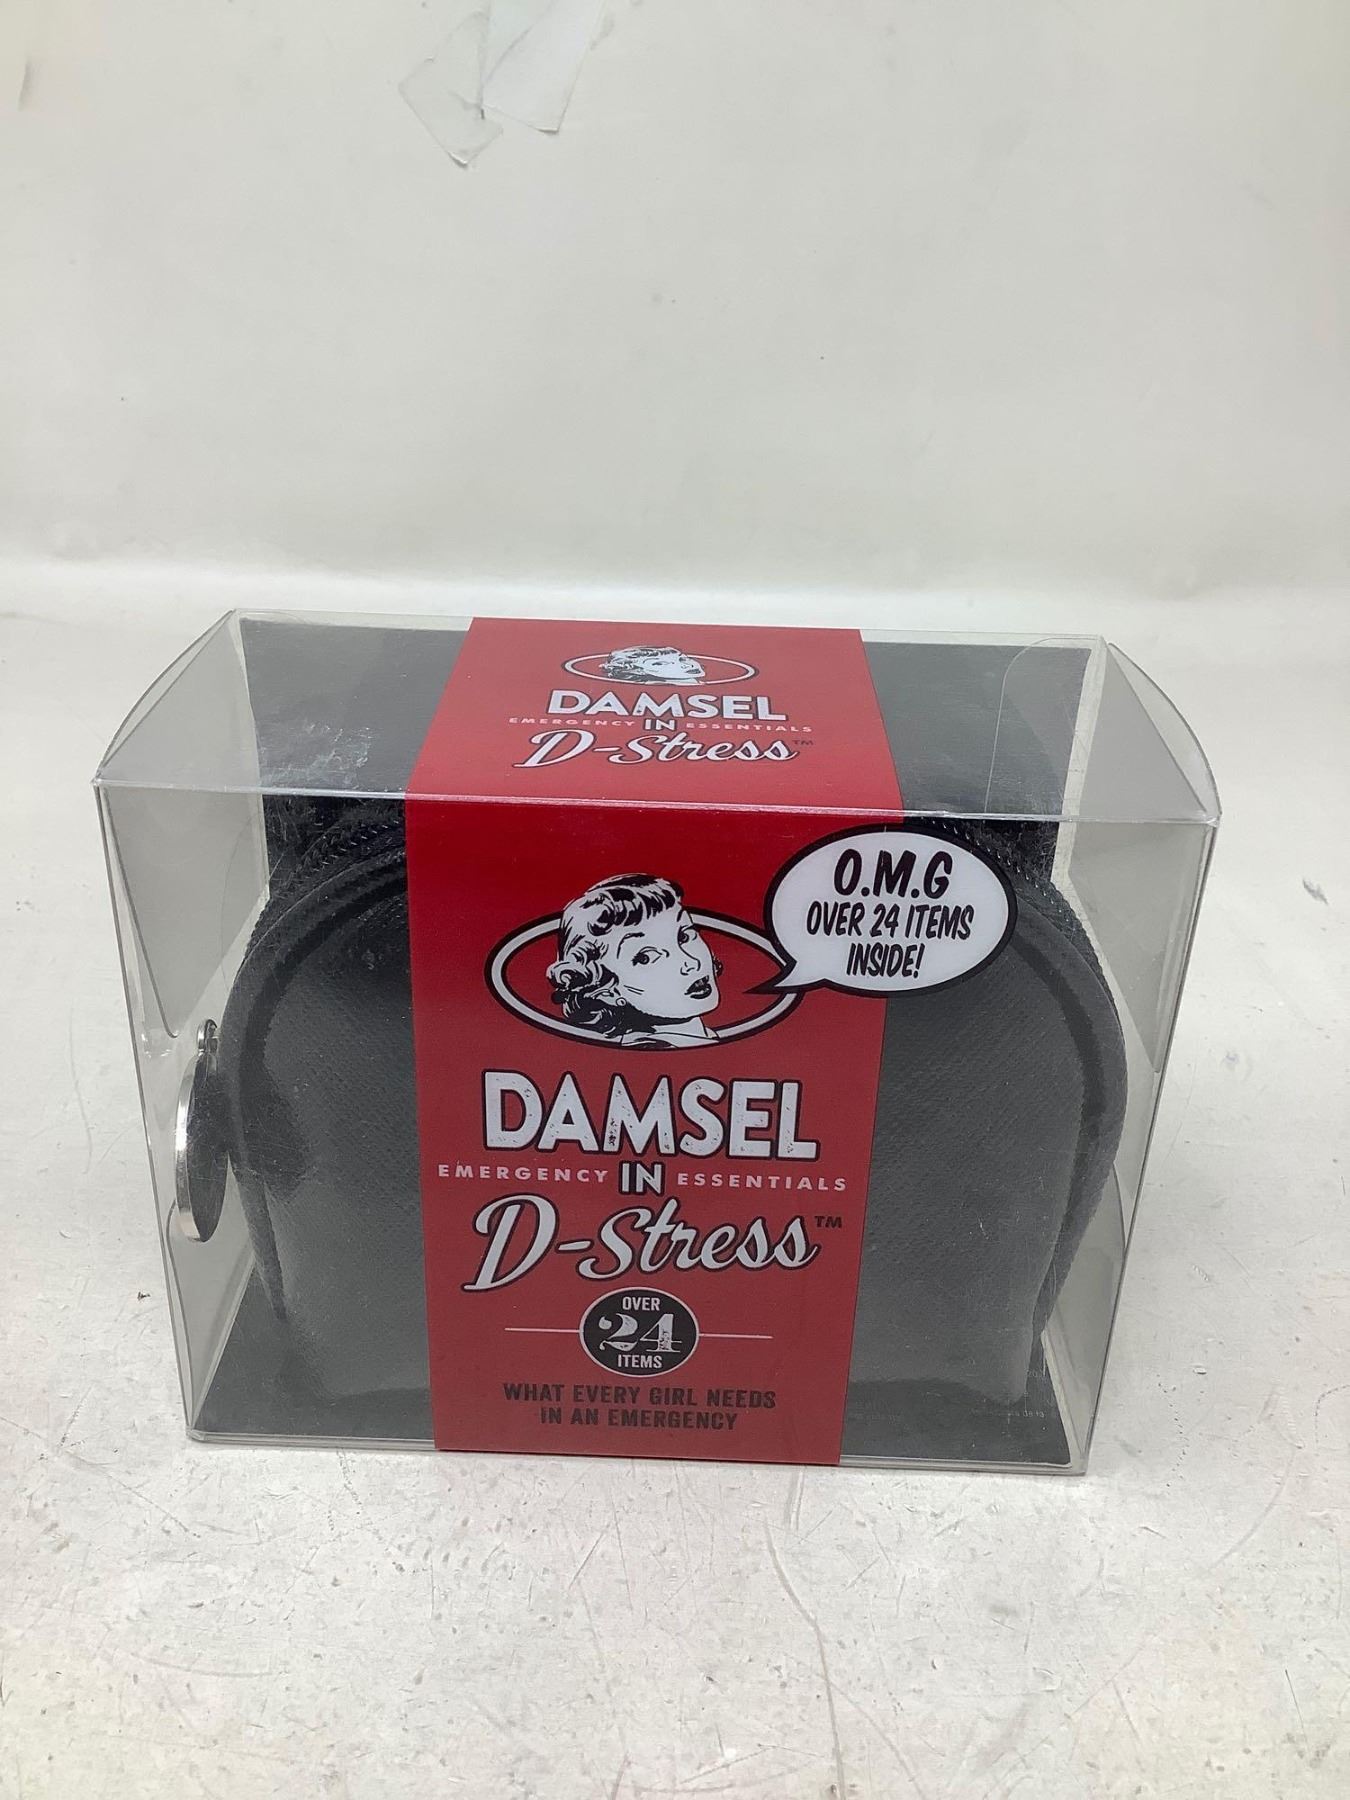 DAMSEL
EMERGENCY IN ESSENTIALS
D-Stress™
O.M.G
OVER 24 ITEMS
INSIDE!
DAMSEL
EMERGENCY IN ESSENTIALS
D-Stress™
OVER
24
ITEMS
WHAT EVERY GIRL NEEDS
IN AN EMERGENCY